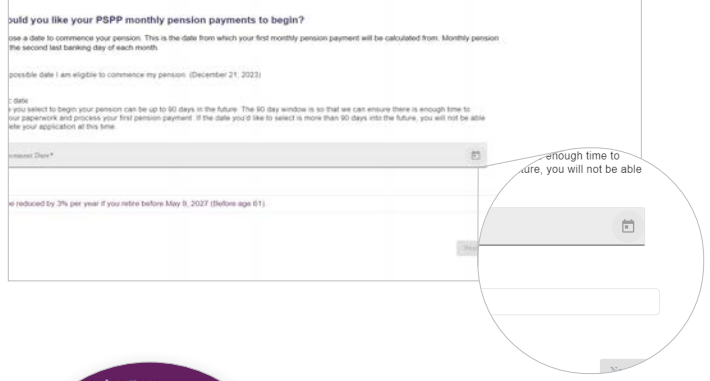 ould you like your PSPP monthly pension payments to begin?
ose a date to commence your pension. This is the date from which your first monthly pension payment will be calculated from. Monthly pension
the second last banking day of each month.
possible date I am eligible to commence my pension. (December 21, 2023)
c date
e you select to begin your pension can be up to 90 days in the future. The 90 day window is so that we can ensure there is enough time to
our paperwork and process your first pension payment. If the date you'd like to select is more than 90 days into the future, you will not be able
lete your application at this time.
ncement Date*
be reduced by 3% per year if you retire before May 9, 2027 (Before age 61).
enough time to
ture, you will not be able